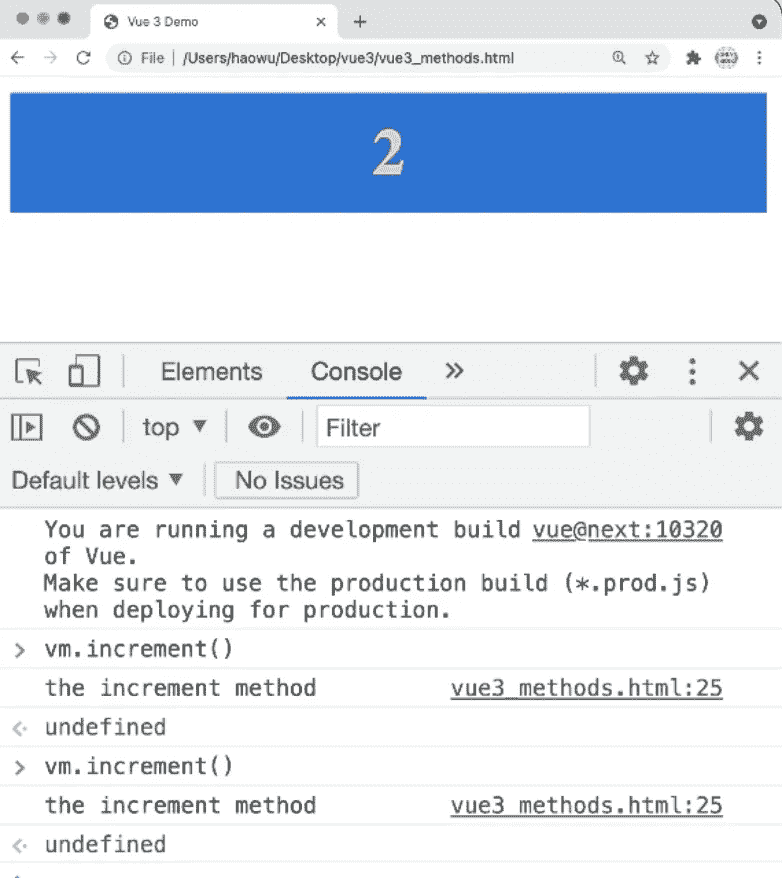 Vue 3 Demo
File | /Users/haowu/Desktop/vue3/vue3_methods.html
2
Elements Console
top Filter
Default levels No Issues
You are running a development build vue@next:10320
of Vue.
Make sure to use the production build (*.prod.js)
when deploying for production.
> vm.increment()
the increment method vue3_methods.html:25
undefined
> vm.increment()
the increment method vue3_methods.html:25
undefined